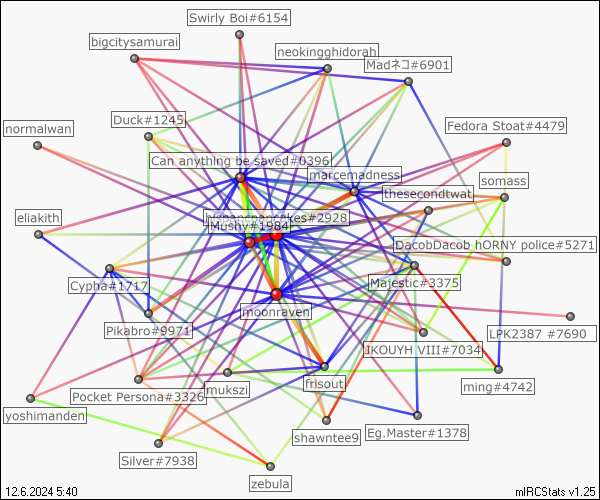 Swirly Boi#6154
bigcitysamurai
neokingghidorah
Madネコ#6901
Duck#1245
normalwan
Fedora Stoat#4479
Can anything be saved#0396
marcemadness
thesecondtwat
somass
Mushy#1984
#2928
eliakith
DacobDacob hORNY police#5271
Cypha#1717
Majestic#3375
moonraven
Pikabro#9971
LPK2387 #7690
JKOUYH VIII#7034
mukszi
frisout
ming#4742
Pocket Persona#3326
yoshimanden
shawntee9
Eg.Master#1378
Silver#7938
zebula
12.6.2024 5:40
mIRCStats v1.25